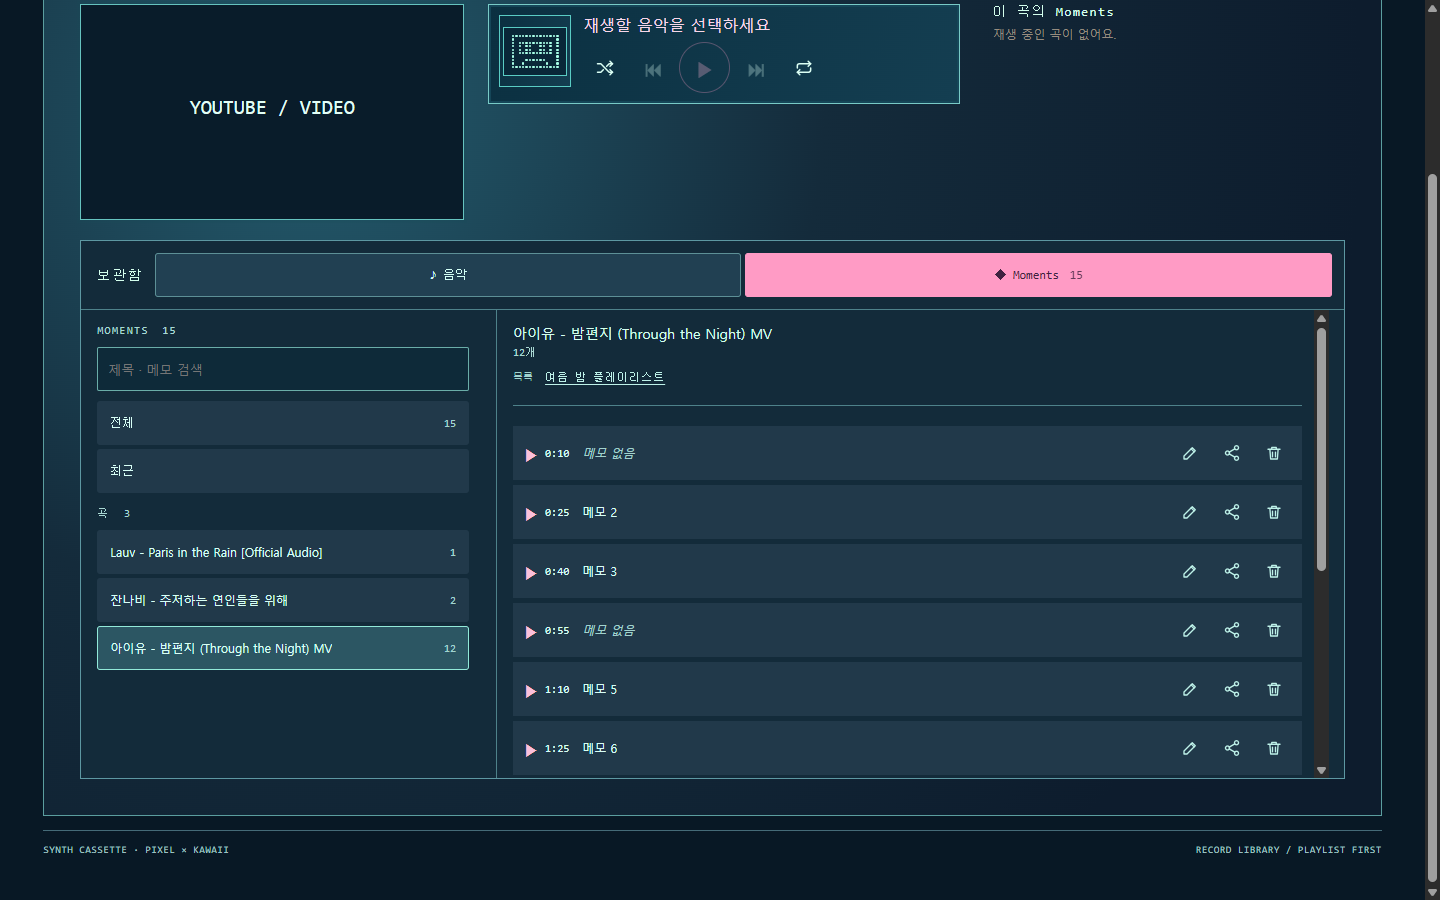 YOUTUBE / VIDEO
재생할 음악을 선택하세요
이 곡의 Moments
재생 중인 곡이 없어요.
보관함
♪ 음악
◆ Moments 15
MOMENTS 15
제목 · 메모 검색
전체 15
최근
곡 3
Lauv - Paris in the Rain [Official Audio] 1
잔나비 - 주저하는 연인들을 위해 2
아이유 - 밤편지 (Through the Night) MV 12
아이유 - 밤편지 (Through the Night) MV
12개
목록 여름 밤 플레이리스트
0:10 메모 없음
0:25 메모 2
0:40 메모 3
0:55 메모 없음
1:10 메모 5
1:25 메모 6
SYNTH CASSETTE · PIXEL × KAWAII
RECORD LIBRARY / PLAYLIST FIRST